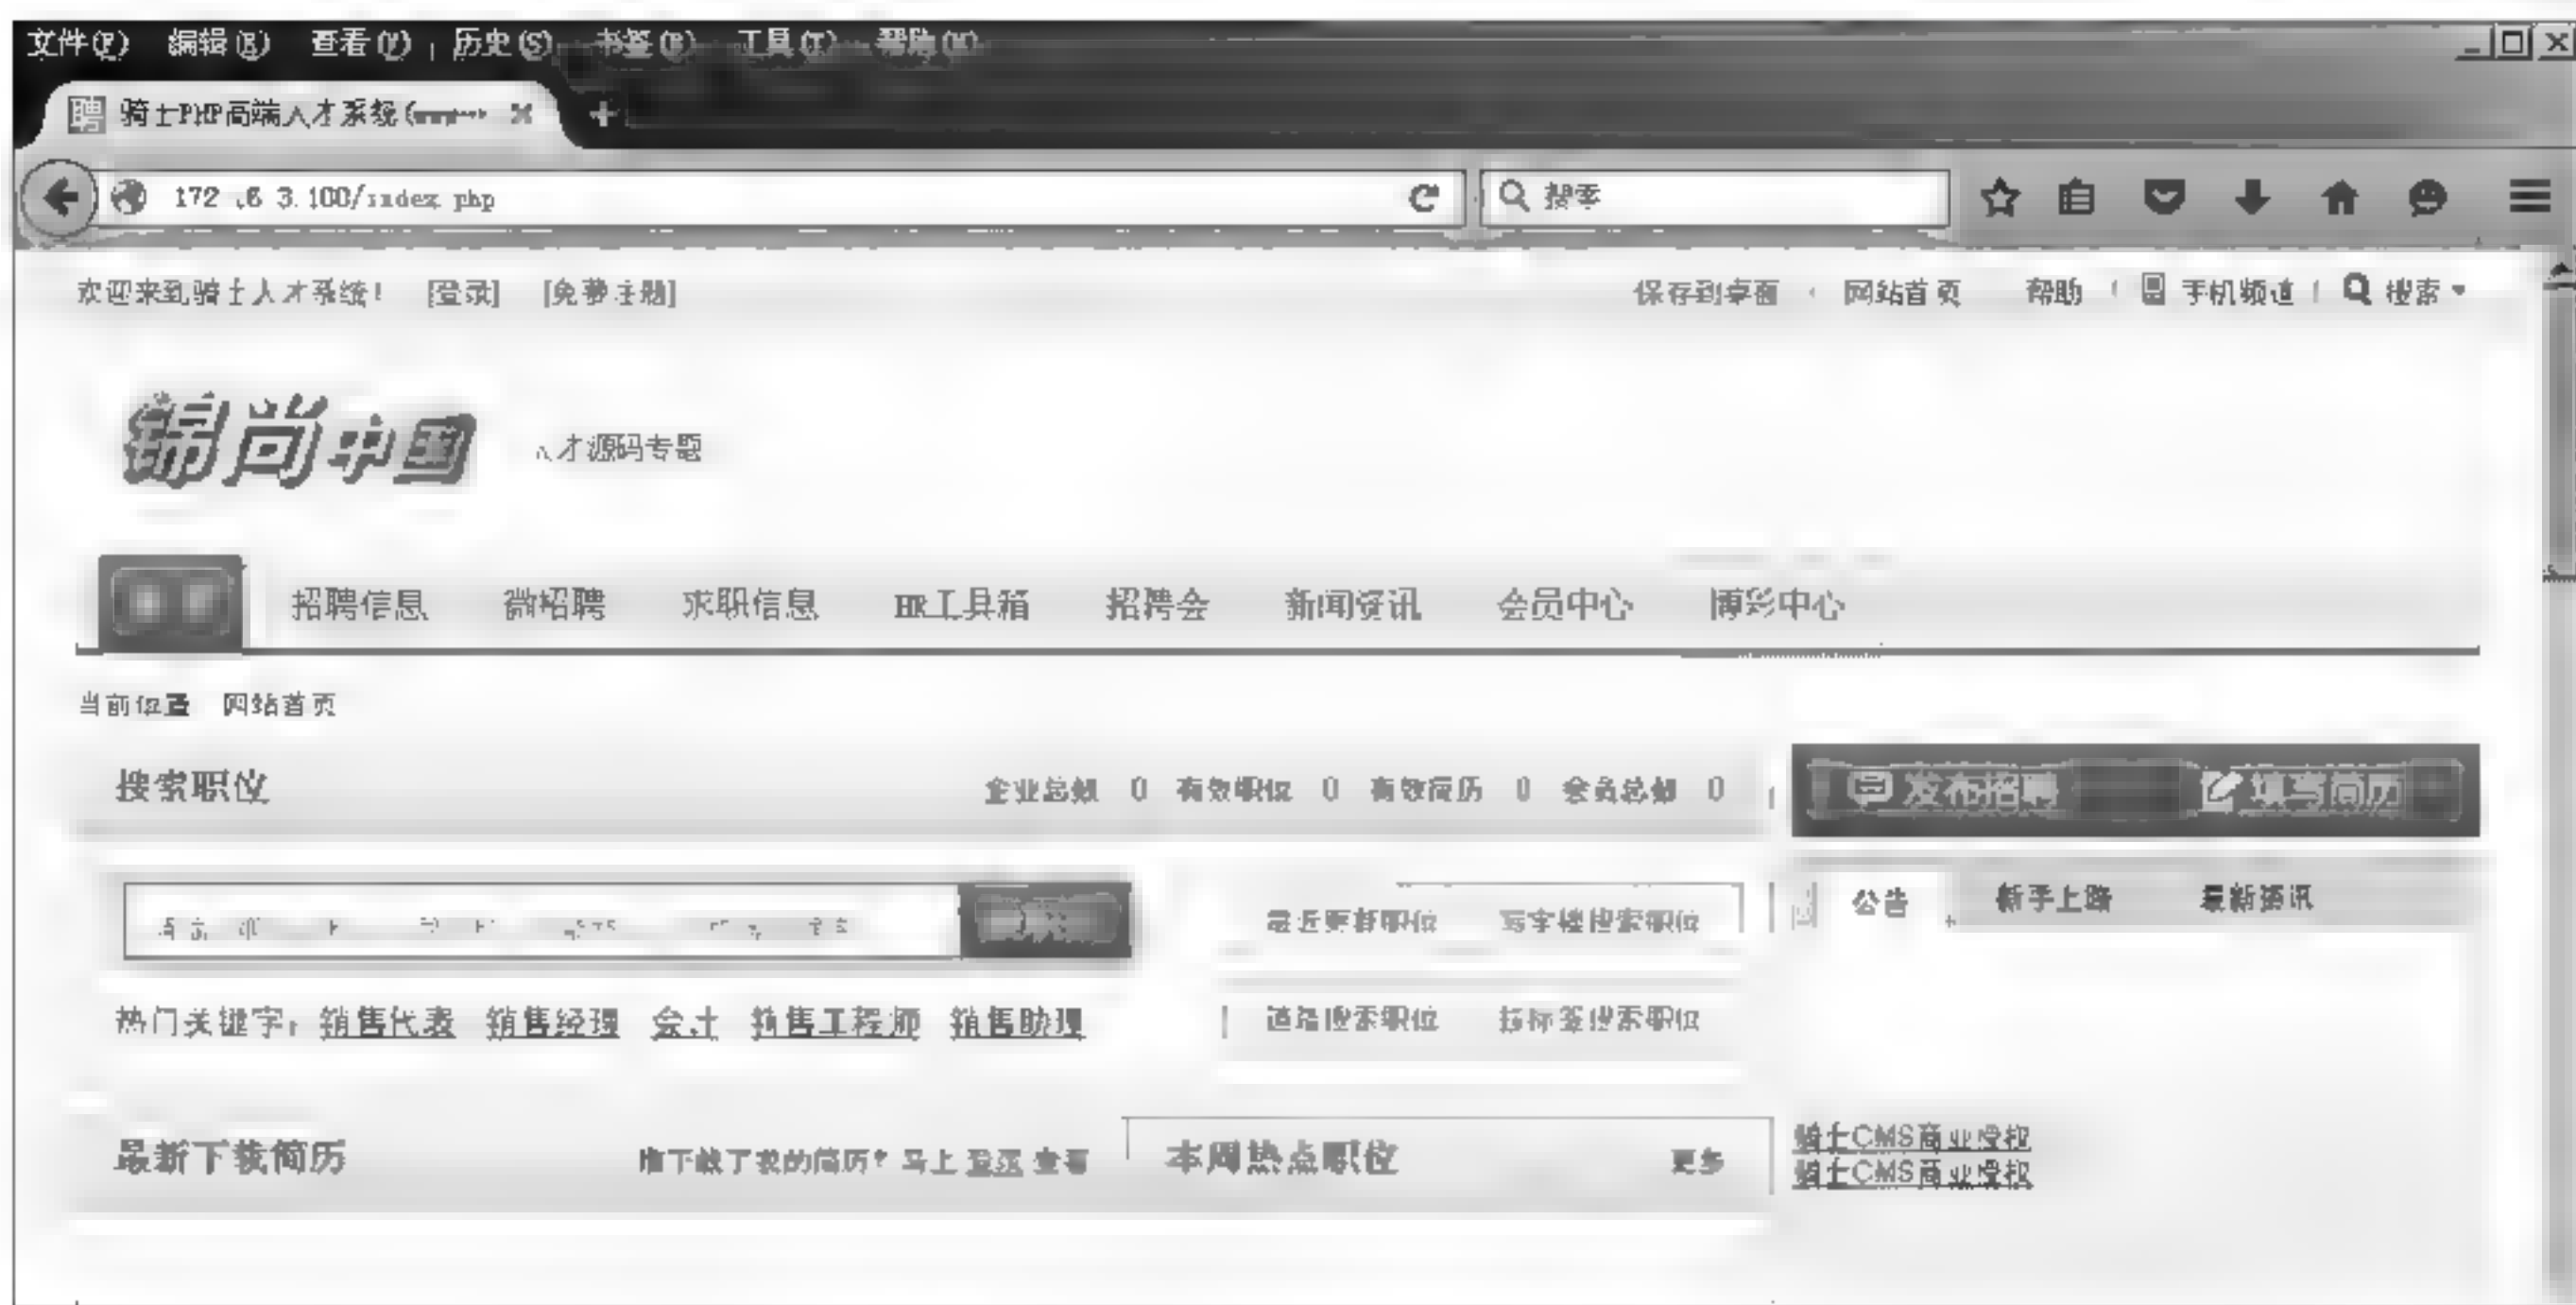 文件(F) 编辑(E) 查看(V) 历史(S) 书签(B) 工具(T) 帮助(H)
聘 骑士PHP高端人才系统(www
172 .6 3.100/index php
搜索
欢迎来到骑士人才系统! [登录] [免费注册]
保存到桌面 网站首页 帮助 手机频道 搜索
锦尚中国 人才源码专题
招聘信息 微招聘 求职信息 HR工具箱 招聘会 新闻资讯 会员中心 博彩中心
当前位置 网站首页
搜索职位 企业总数 0 有效职位 0 有效简历 0 会员总数 0
发布招聘 填写简历
最近更新职位 写字楼搜索职位
公告 新手上路 最新资讯
热门关键字: 销售代表 销售经理 会计 销售工程师 销售助理
道路搜索职位 按标签搜索职位
最新下载简历 谁下载了我的简历? 马上 登录 查看
本周热点职位 更多
骑士CMS商业授权
骑士CMS商业授权